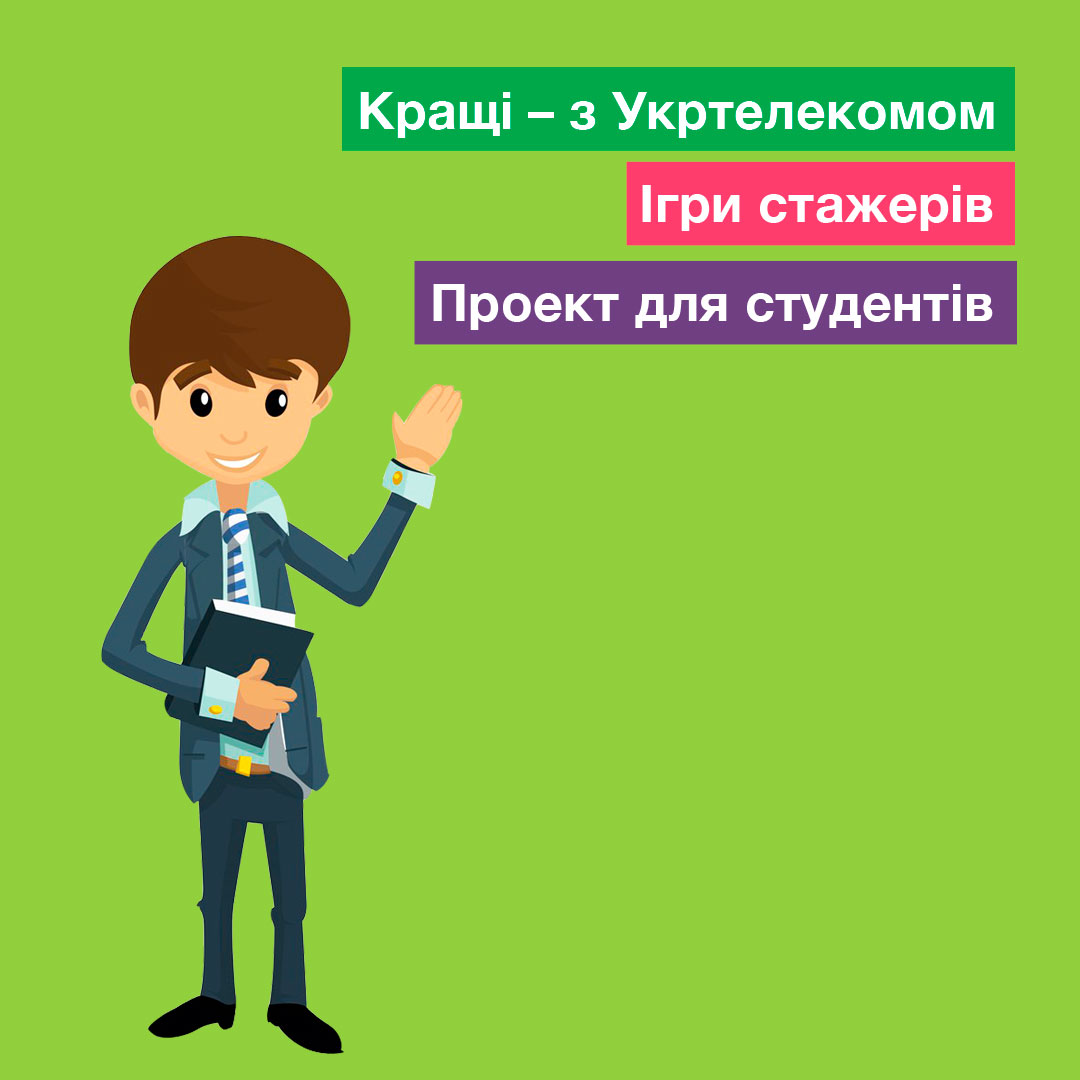 Кращі – з Укртелекомом
Ігри стажерів
Проект для студентів